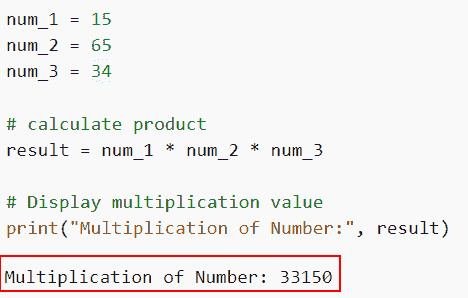 num_1 = 15
num_2 = 65
num_3 = 34
# calculate product
result = num_1 * num_2 * num_3
# Display multiplication value
print("Multiplication of Number:", result)
Multiplication of Number: 33150